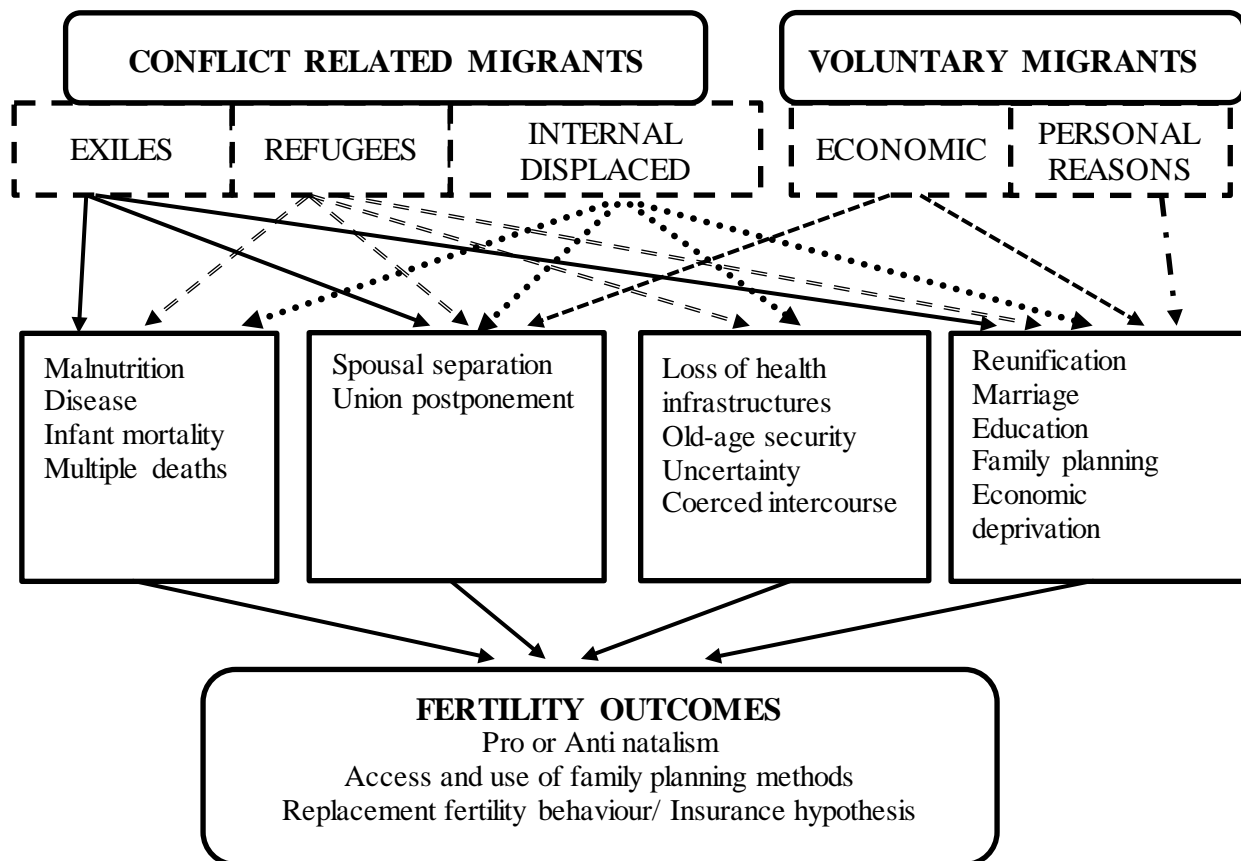 CONFLICT RELATED MIGRANTS
VOLUNTARY MIGRANTS
EXILES
REFUGEES
INTERNAL
DISPLACED
ECONOMIC
PERSONAL
REASONS
Malnutrition
Disease
Infant mortality
Multiple deaths
Spousal separation
Union postponement
Loss of health
infrastructures
Old-age security
Uncertainty
Coerced intercourse
Reunification
Marriage
Education
Family planning
Economic
deprivation
FERTILITY OUTCOMES
Pro or Anti natalism
Access and use of family planning methods
Replacement fertility behaviour/ Insurance hypothesis